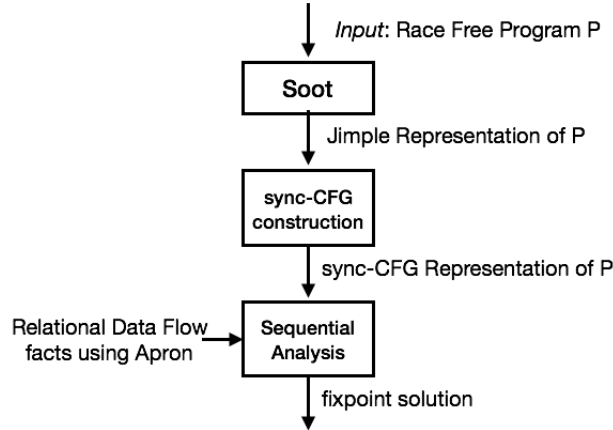 Input: Race Free Program P
Soot
Jimple Representation of P
sync-CFG
construction
sync-CFG Representation of P
Relational Data Flow
facts using Apron
Sequential
Analysis
fixpoint solution